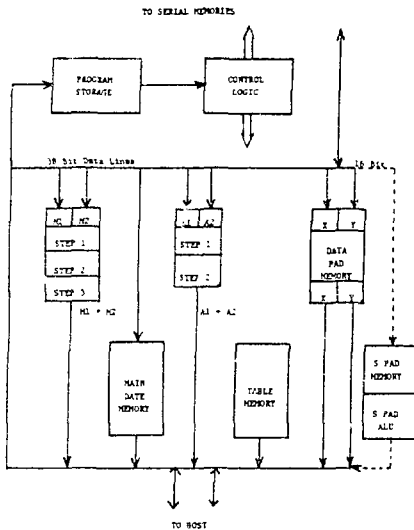 TO SERIAL MEMORIES
PROGRAM
STORAGE
CONTROL
LOGIC
38 Bit Data Lines
16 Bit
M1 M2
STEP 1
STEP 2
STEP 3
M1 * M2
A1 A2
STEP 1
STEP 2
A1 + A2
X Y
DATA
PAD
MEMORY
X Y
MAIN
DATE
MEMORY
TABLE
MEMORY
S PAD
MEMORY
S PAD
ALU
TO HOST